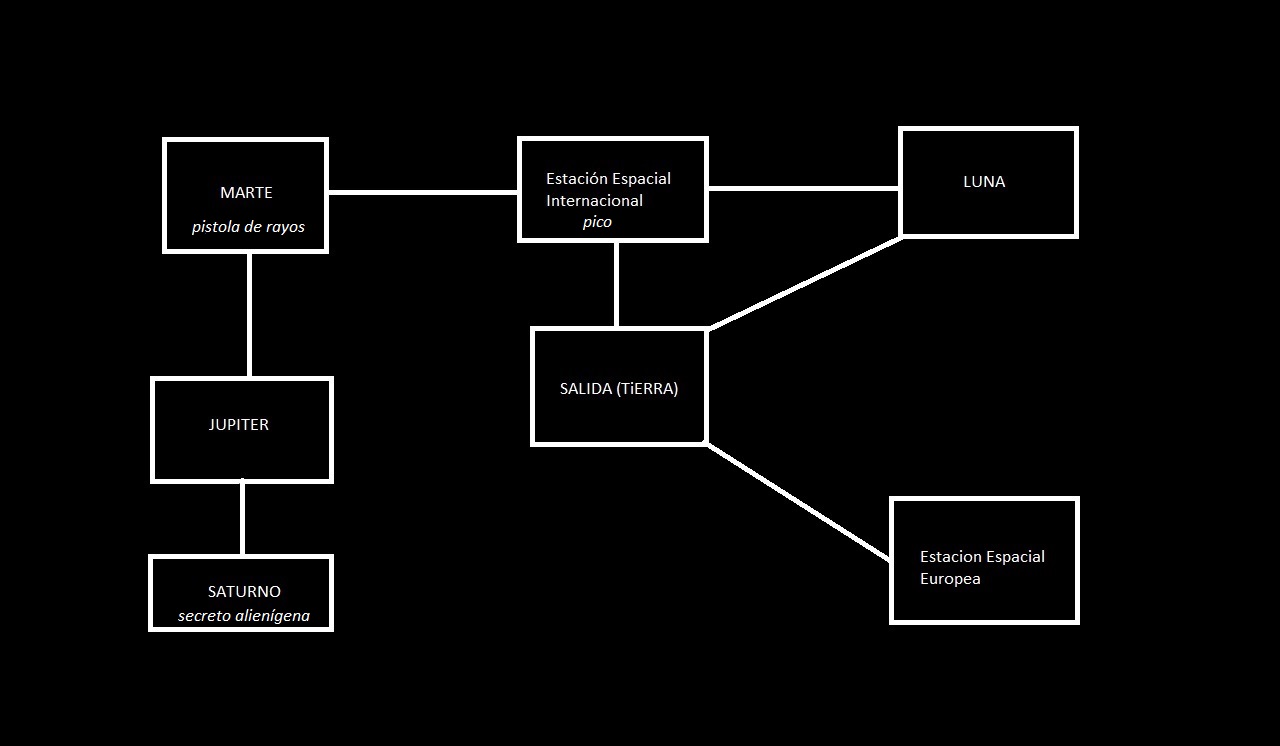 MARTE
pistola de rayos
Estación Espacial
Internacional
pico
LUNA
SALIDA (TiERRA)
JUPITER
Estacion Espacial
Europea
SATURNO
secreto alienígena